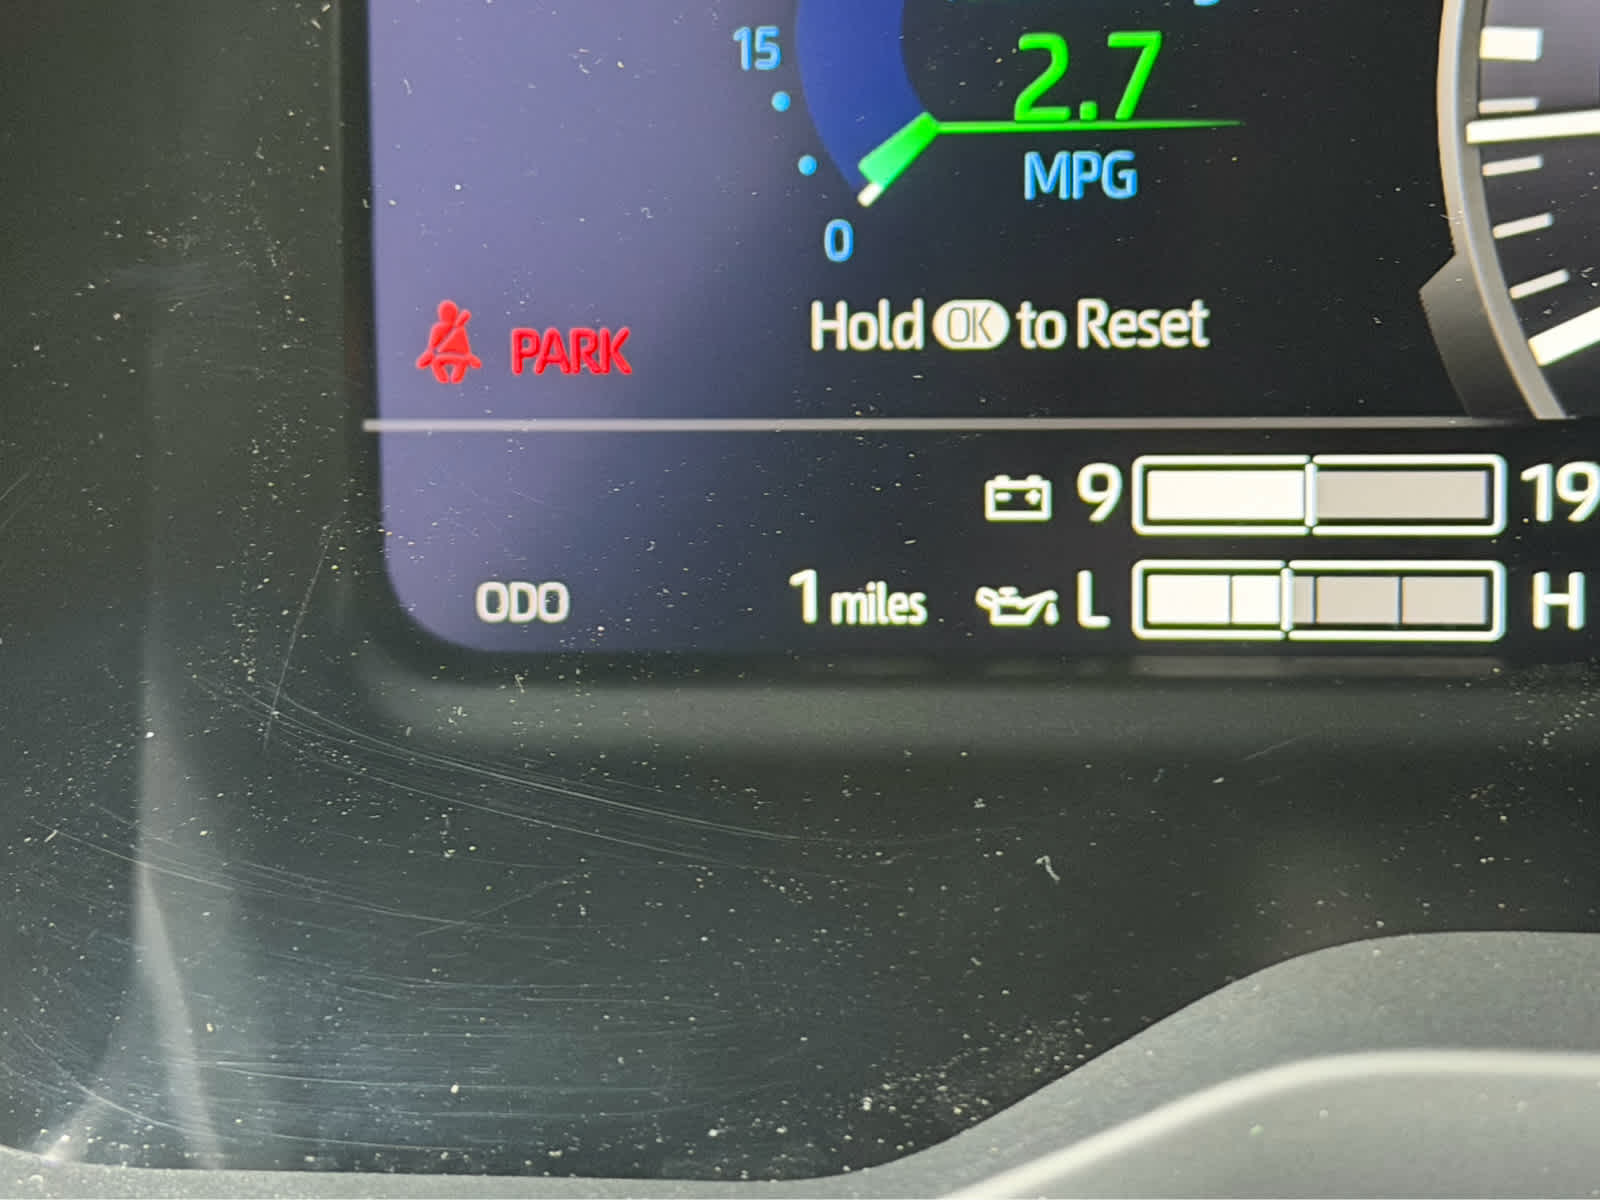 15
2.7
MPG
0
Hold OK to Reset
PARK
9 19
ODO 1 miles L H